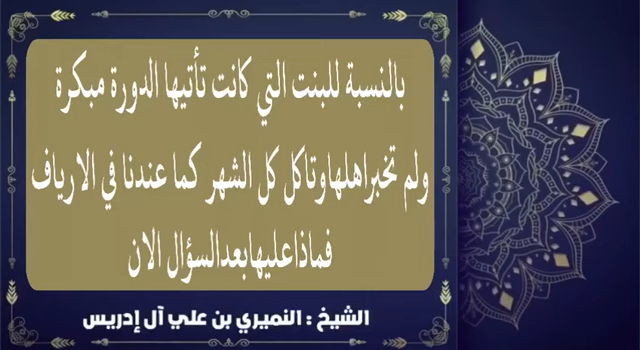 بالنسبة للبنت التي كانت تأتيها الدورة مبكرة
ولم تخبراهلهاوتاكل كل الشهر كما عندنا في الارياف
فماذاعليهابعدالسؤال الان
الشيخ : النميري بن علي آل إدريس